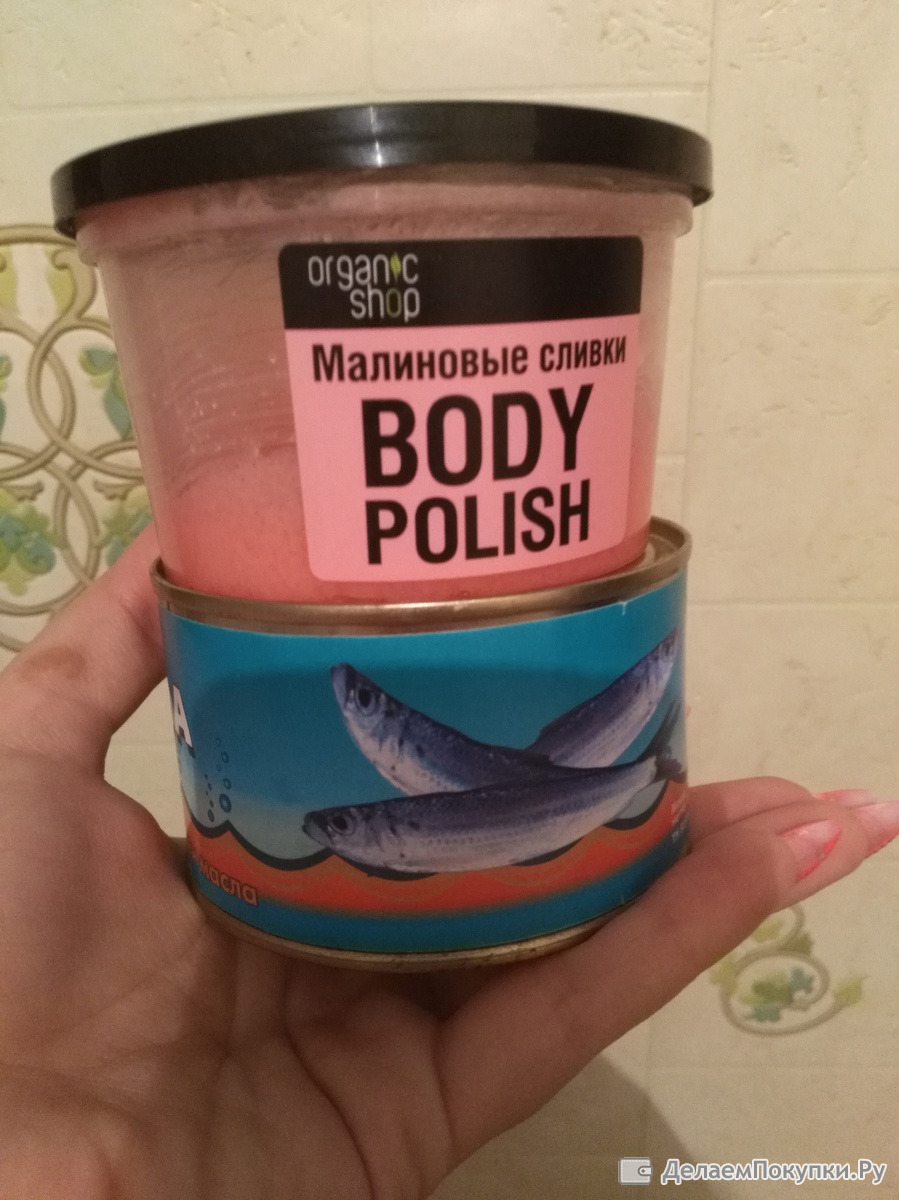 organic
shop
Малиновые сливки
BODY
POLISH
масла
ДелаемПокупки.Ру